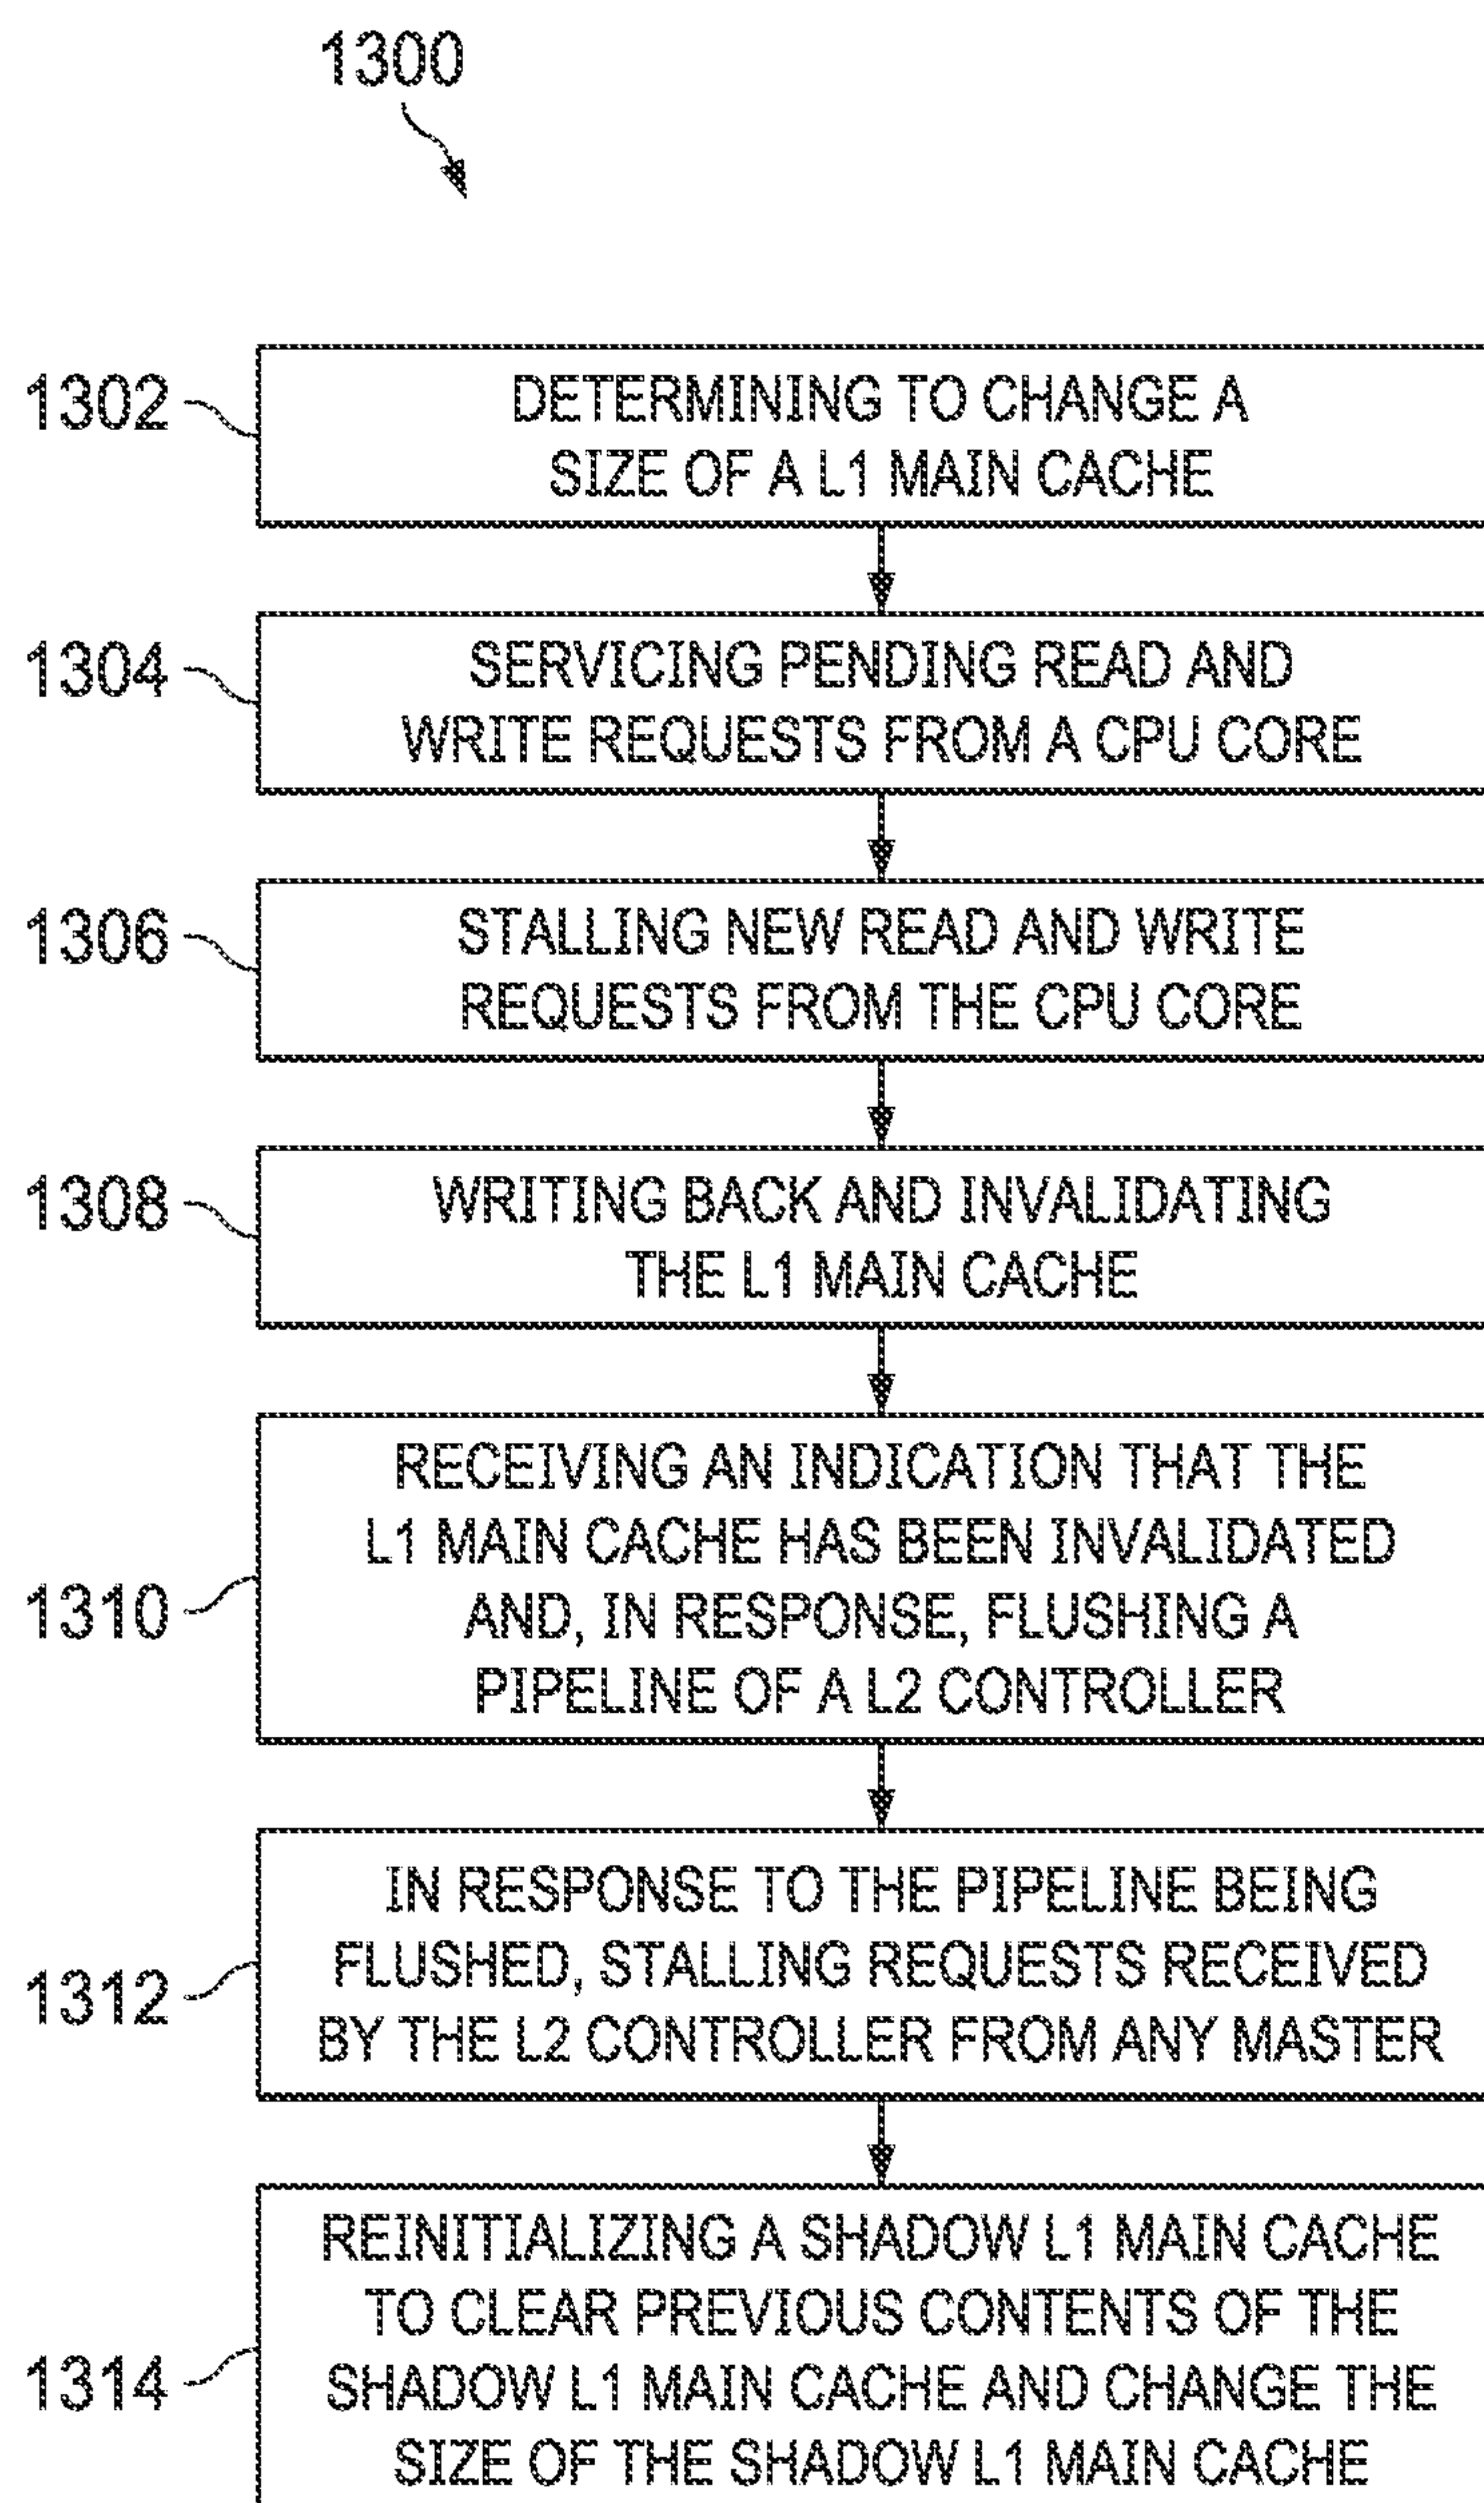 1300
1302
DETERMINING TO CHANGE A
SIZE OF A L1 MAIN CACHE
1304
SERVICING PENDING READ AND
WRITE REQUESTS FROM A CPU CORE
1306
STALLING NEW READ AND WRITE
REQUESTS FROM THE CPU CORE
1308
WRITING BACK AND INVALIDATING
THE L1 MAIN CACHE
1310
RECEIVING AN INDICATION THAT THE
L1 MAIN CACHE HAS BEEN INVALIDATED
AND, IN RESPONSE, FLUSHING A
PIPELINE OF A L2 CONTROLLER
1312
IN RESPONSE TO THE PIPELINE BEING
FLUSHED, STALLING REQUESTS RECEIVED
BY THE L2 CONTROLLER FROM ANY MASTER
1314
REINITIALIZING A SHADOW L1 MAIN CACHE
TO CLEAR PREVIOUS CONTENTS OF THE
SHADOW L1 MAIN CACHE AND CHANGE THE
SIZE OF THE SHADOW L1 MAIN CACHE